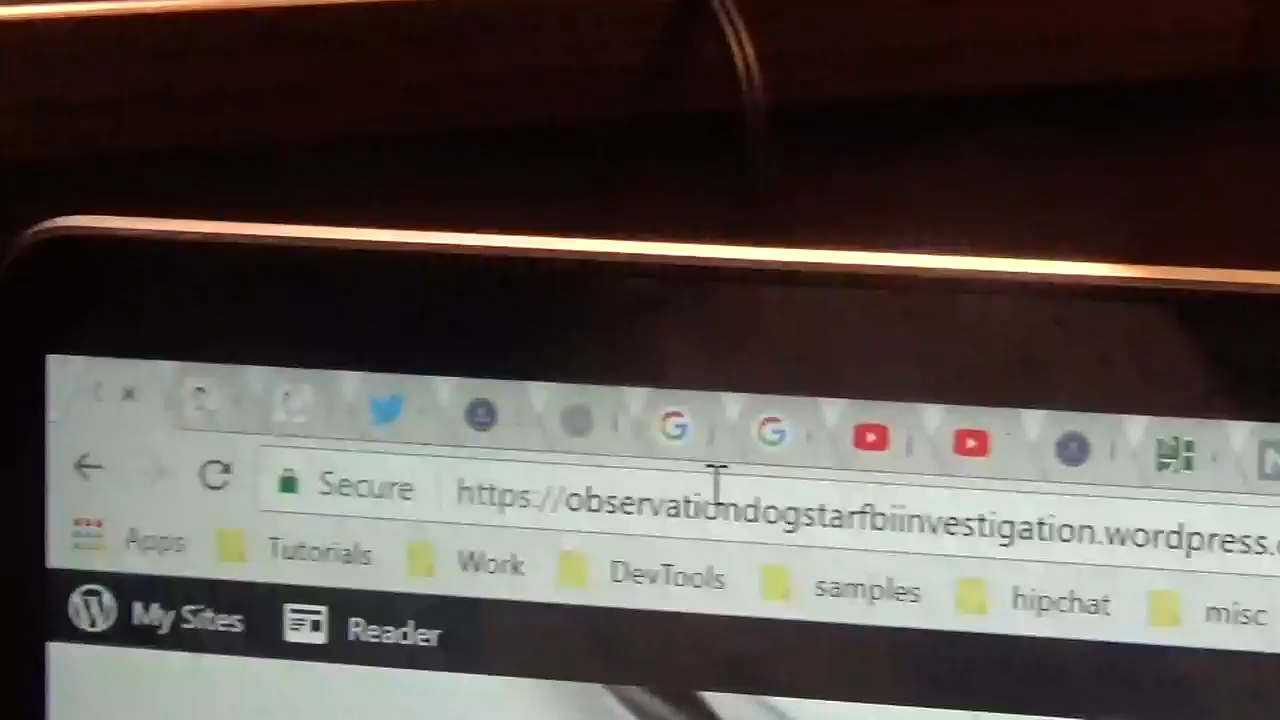 Secure https://observationdogstarfbiinvestigation.wordpress.
Apps Tutorials Work DevTools samples hipchat misc
My Sites Reader